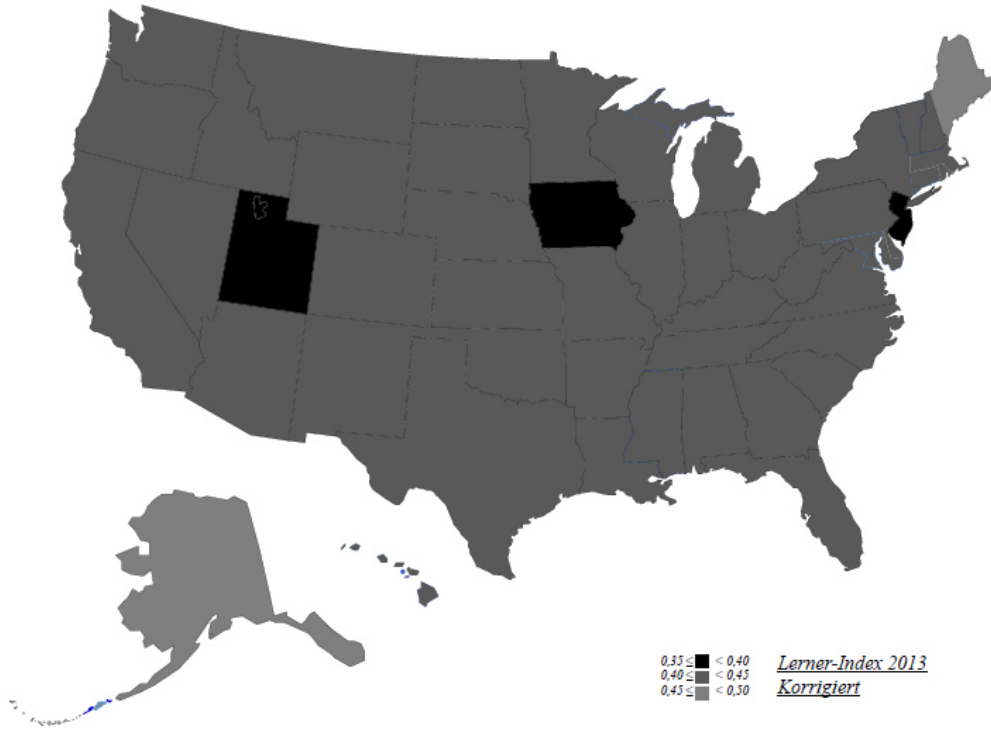 0,35 ≤ < 0,40
0,40 ≤ < 0,45
0,45 ≤ < 0,50
Lerner-Index 2013
Korrigiert